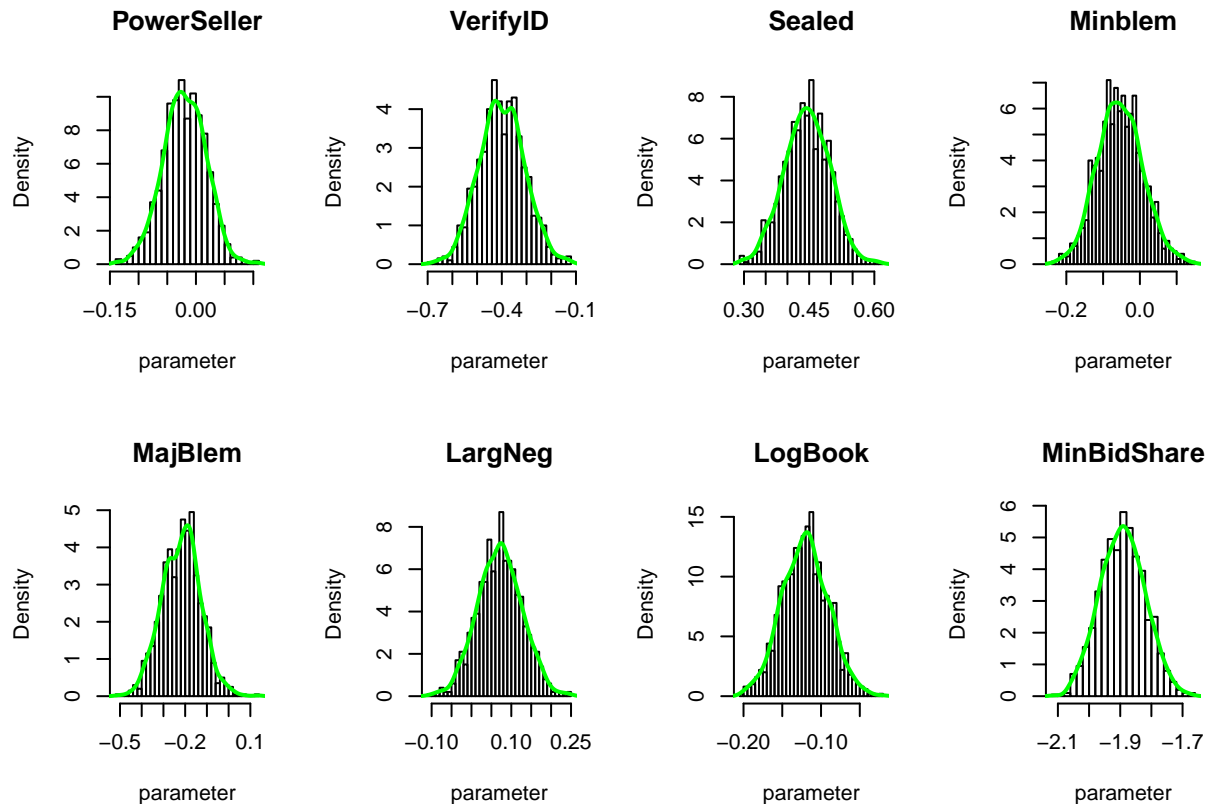 PowerSeller
Density
0 2 4 6 8
−0.15 0.00
parameter
VerifyID
Density
0 1 2 3 4
−0.7 −0.4 −0.1
parameter
Sealed
Density
0 2 4 6 8
0.30 0.45 0.60
parameter
Minblem
Density
0 2 4 6
−0.2 0.0
parameter
MajBlem
Density
0 1 2 3 4 5
−0.5 −0.2 0.1
parameter
LargNeg
Density
0 2 4 6 8
−0.10 0.10 0.25
parameter
LogBook
Density
0 5 10 15
−0.20 −0.10
parameter
MinBidShare
Density
0 1 2 3 4 5 6
−2.1 −1.9 −1.7
parameter